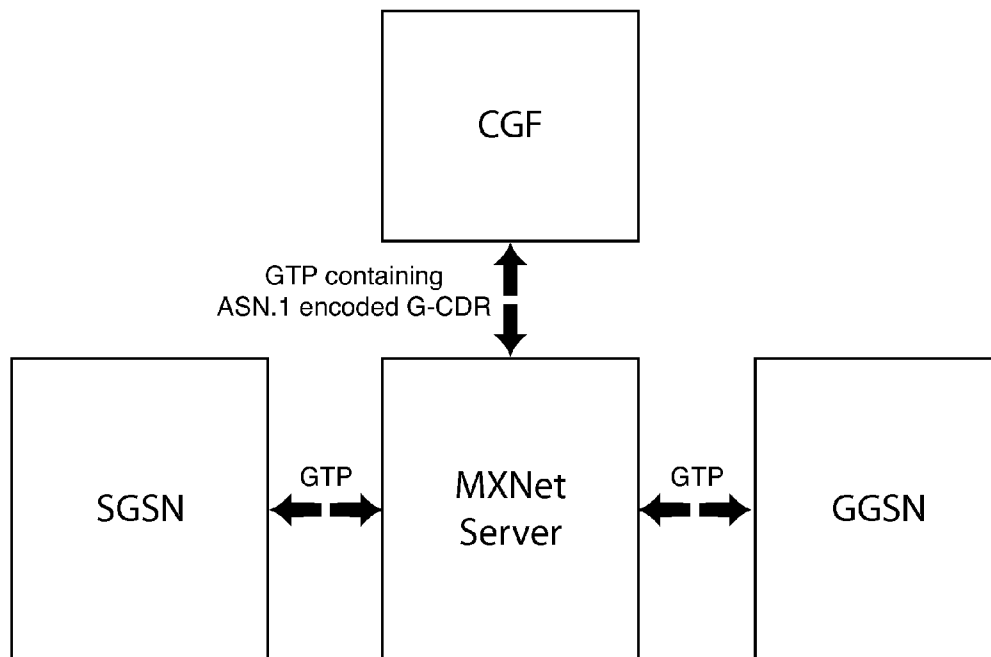 CGF
GTP containing
ASN.1 encoded G-CDR
SGSN
GTP
MXNet
Server
GTP
GGSN